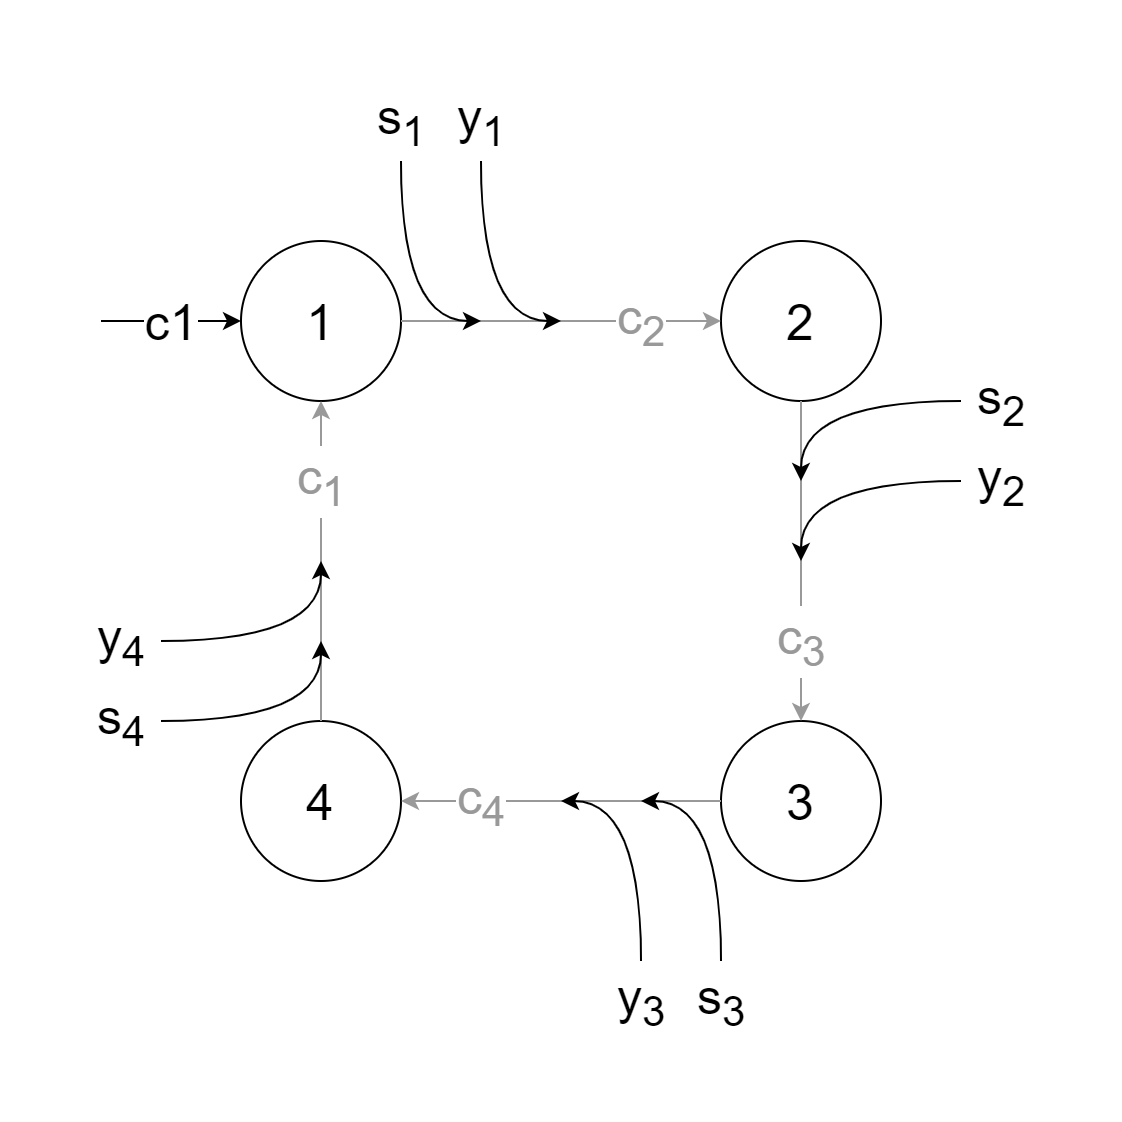 s₁ y₁
c1 1 c₂ 2
s₂
c₁ y₂
y₄ c₃
s₄
4 c₄ 3
y₃ s₃